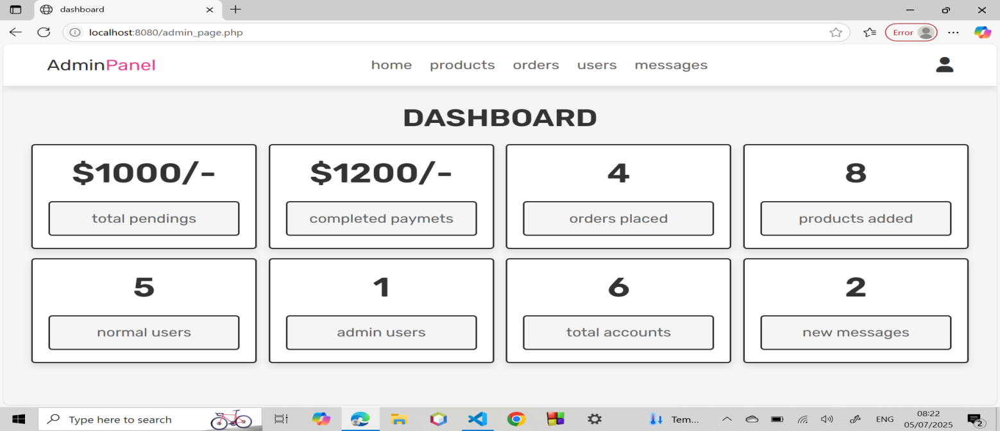 dashboard
localhost:8080/admin_page.php
Error
AdminPanel
home products orders users messages
DASHBOARD
$1000/- $1200/- 4 8
total pendings completed paymets orders placed products added
5 1 6 2
normal users admin users total accounts new messages
Type here to search
Tem...
ENG
08:22
05/07/2025
2